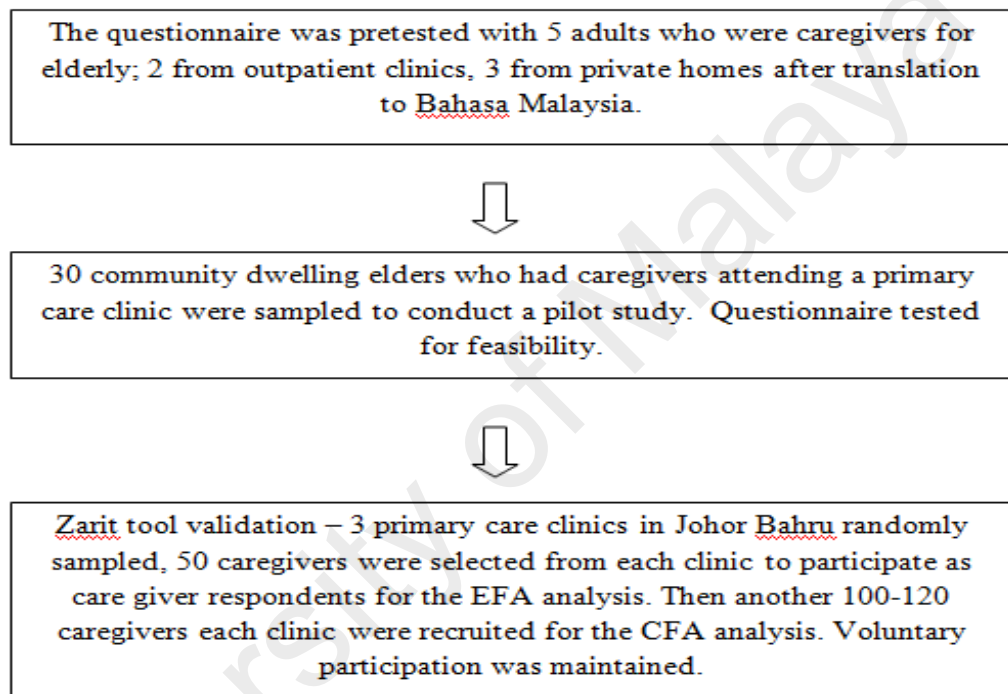 The questionnaire was pretested with 5 adults who were caregivers for
elderly; 2 from outpatient clinics, 3 from private homes after translation
to Bahasa Malaysia.
30 community dwelling elders who had caregivers attending a primary
care clinic were sampled to conduct a pilot study. Questionnaire tested
for feasibility.
Zarit tool validation – 3 primary care clinics in Johor Bahru randomly
sampled, 50 caregivers were selected from each clinic to participate as
care giver respondents for the EFA analysis. Then another 100-120
caregivers each clinic were recruited for the CFA analysis. Voluntary
participation was maintained.
rsity of Malaya